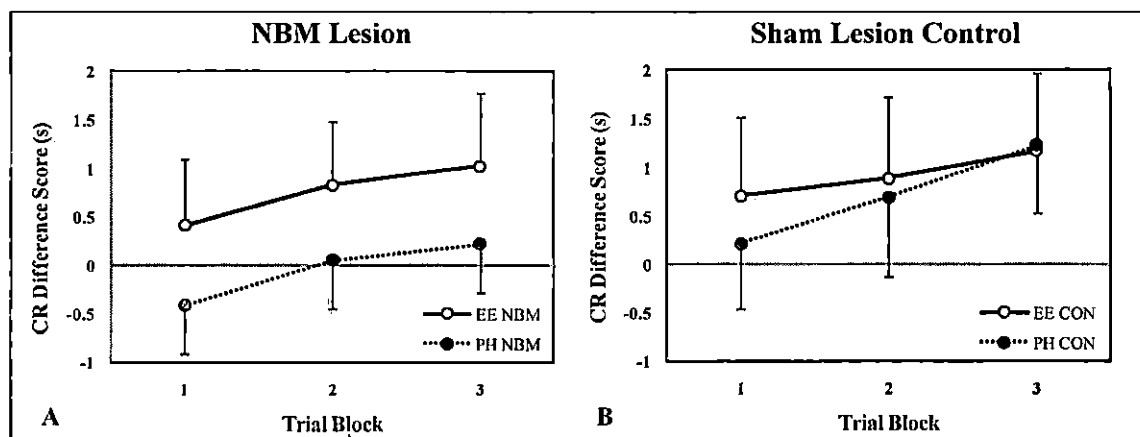 NBM Lesion
CR Difference Score (s)
2
1.5
1
0.5
0
-0.5
-1
1
2
3
EE NBM
PH NBM
A
Trial Block
Sham Lesion Control
CR Difference Score (s)
2
1.5
1
0.5
0
-0.5
-1
1
2
3
EE CON
PH CON
B
Trial Block